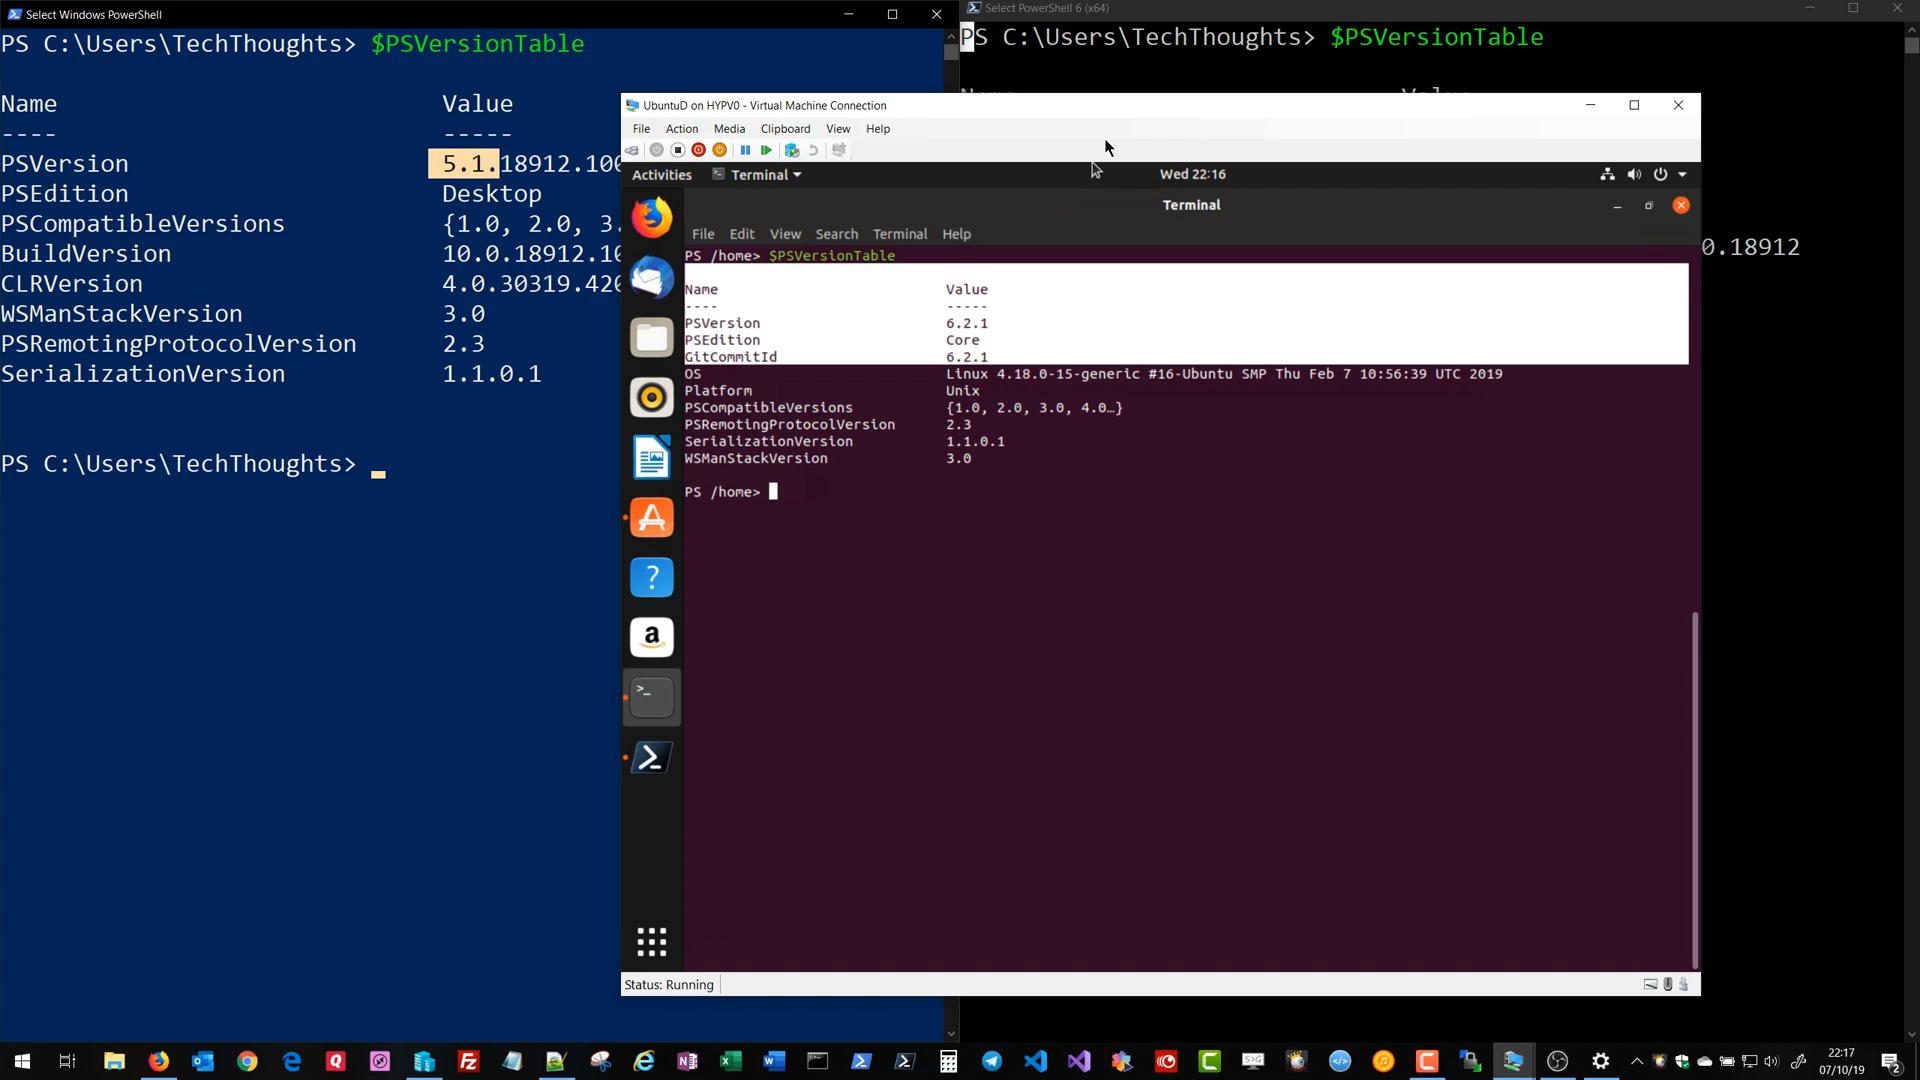 Select Windows PowerShell
PS C:\Users\TechThoughts> $PSVersionTable
Name Value
---- -----
PSVersion 5.1.18912.100
PSEdition Desktop
PSCompatibleVersions {1.0, 2.0, 3.
BuildVersion 10.0.18912.10
CLRVersion 4.0.30319.420
WSManStackVersion 3.0
PSRemotingProtocolVersion 2.3
SerializationVersion 1.1.0.1
PS C:\Users\TechThoughts>
Select PowerShell 6 (x64)
PS C:\Users\TechThoughts> $PSVersionTable
Name Value
0.18912
UbuntuD on HYPV0 - Virtual Machine Connection
File Action Media Clipboard View Help
Activities Terminal Wed 22:16
Terminal
File Edit View Search Terminal Help
PS /home> $PSVersionTable
Name Value
---- -----
PSVersion 6.2.1
PSEdition Core
GitCommitId 6.2.1
OS Linux 4.18.0-15-generic #16-Ubuntu SMP Thu Feb 7 10:56:39 UTC 2019
Platform Unix
PSCompatibleVersions {1.0, 2.0, 3.0, 4.0…}
PSRemotingProtocolVersion 2.3
SerializationVersion 1.1.0.1
WSManStackVersion 3.0
PS /home>
Status: Running
22:17
07/10/19
2